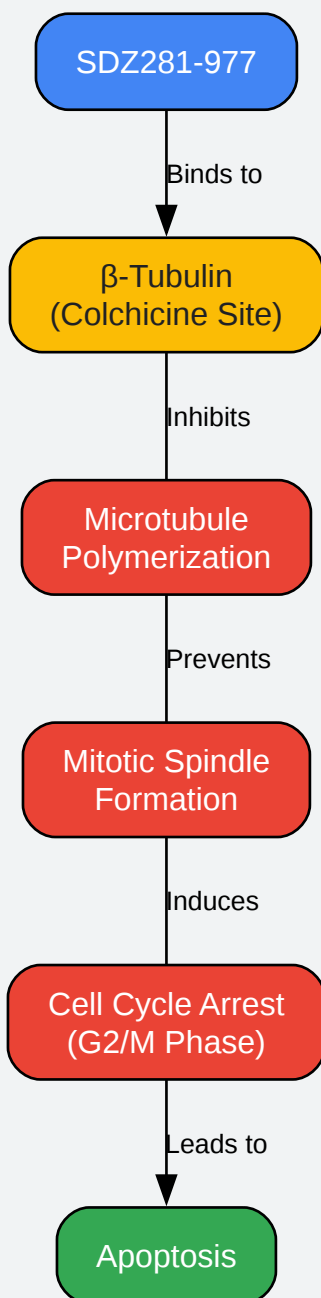 SDZ281-977
Binds to
β-Tubulin
(Colchicine Site)
Inhibits
Microtubule
Polymerization
Prevents
Mitotic Spindle
Formation
Induces
Cell Cycle Arrest
(G2/M Phase)
Leads to
Apoptosis